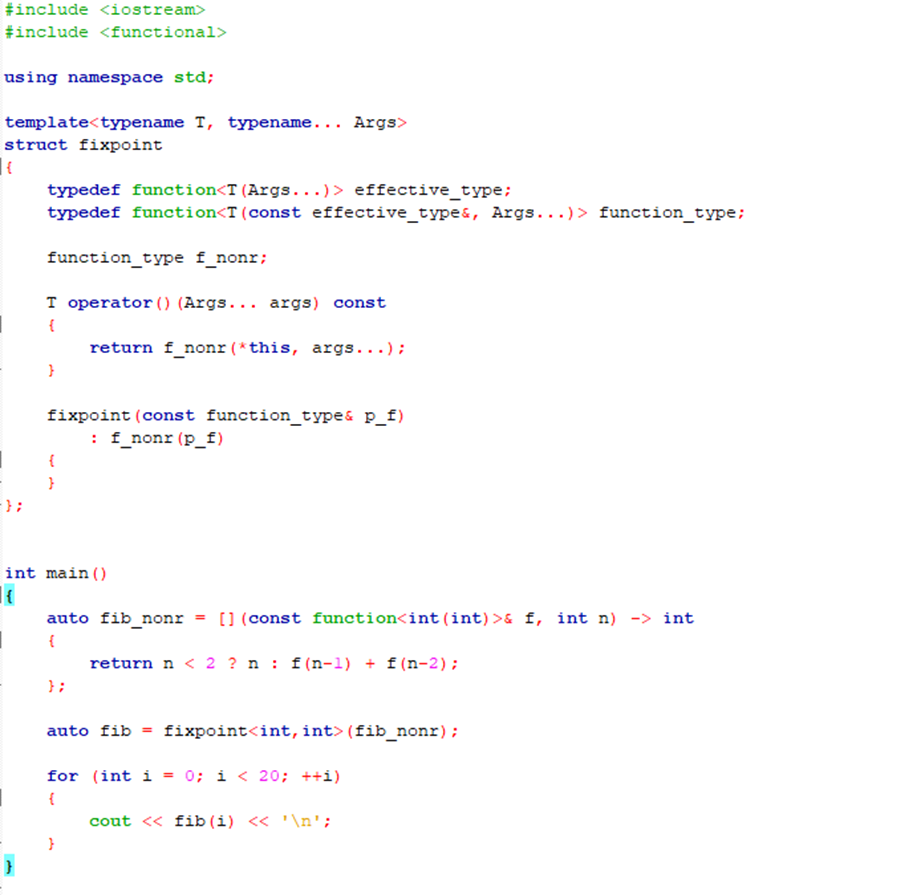 #include <iostream>
#include <functional>

using namespace std;

template<typename T, typename... Args>
struct fixpoint
{
    typedef function<T(Args...)> effective_type;
    typedef function<T(const effective_type&, Args...)> function_type;

    function_type f_nonr;

    T operator()(Args... args) const
    {
        return f_nonr(*this, args...);
    }

    fixpoint(const function_type& p_f)
        : f_nonr(p_f)
    {
    }
};


int main()
{
    auto fib_nonr = [](const function<int(int)>& f, int n) -> int
    {
        return n < 2 ? n : f(n-1) + f(n-2);
    };

    auto fib = fixpoint<int,int>(fib_nonr);

    for (int i = 0; i < 20; ++i)
    {
        cout << fib(i) << '\n';
    }
}